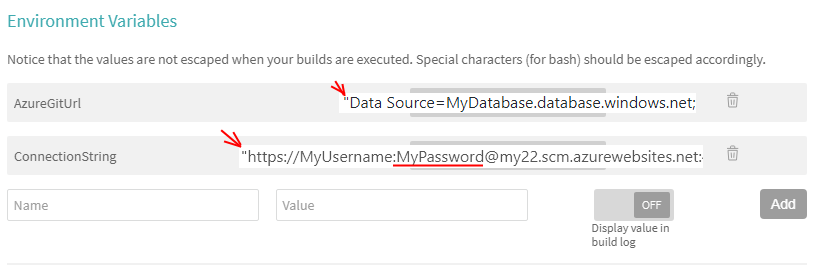 Environment Variables
Notice that the values are not escaped when your builds are executed. Special characters (for bash) should be escaped accordingly.
AzureGitUrl "Data Source=MyDatabase.database.windows.net;
ConnectionString "https://MyUsername:MyPassword@my22.scm.azurewebsites.net:
Name Value OFF Add
Display value in
build log